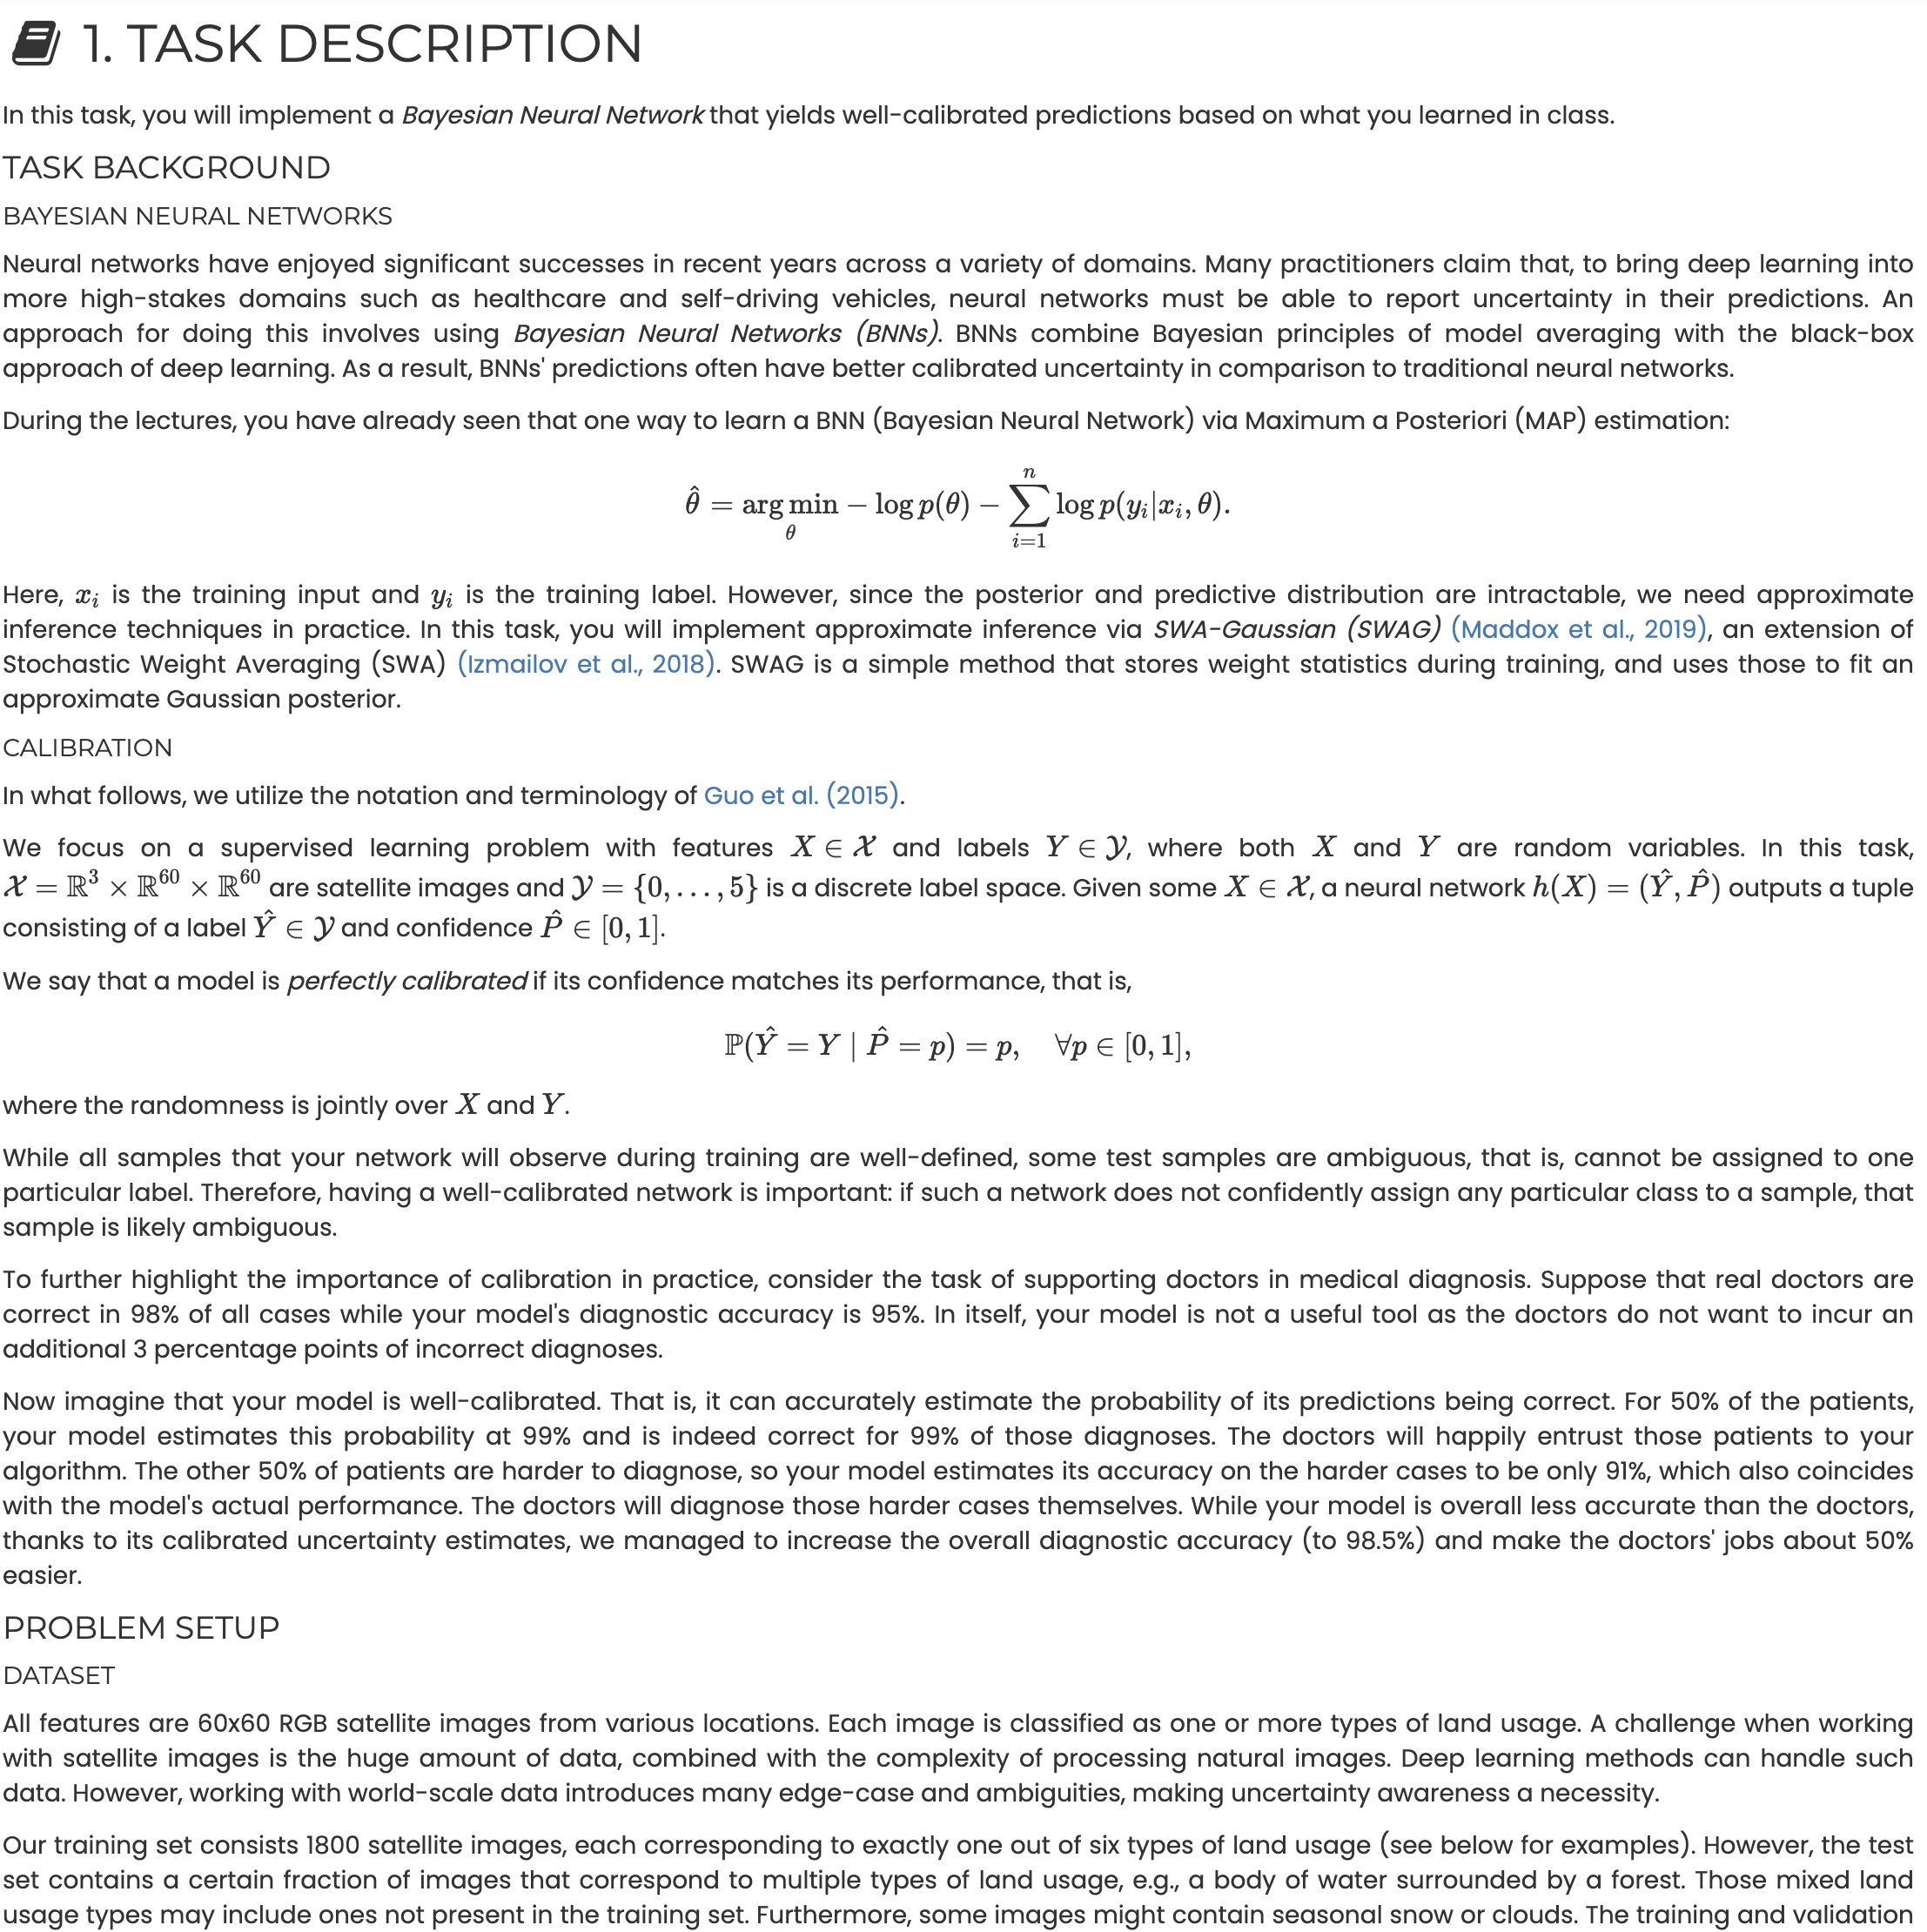 1. TASK DESCRIPTION
In this task, you will implement a Bayesian Neural Network that yields well-calibrated predictions based on what you learned in class.
TASK BACKGROUND
BAYESIAN NEURAL NETWORKS
Neural networks have enjoyed significant successes in recent years across a variety of domains. Many practitioners claim that, to bring deep learning into
more high-stakes domains such as healthcare and self-driving vehicles, neural networks must be able to report uncertainty in their predictions. An
approach for doing this involves using Bayesian Neural Networks (BNNs). BNNs combine Bayesian principles of model averaging with the black-box
approach of deep learning. As a result, BNNs' predictions often have better calibrated uncertainty in comparison to traditional neural networks.
During the lectures, you have already seen that one way to learn a BNN (Bayesian Neural Network) via Maximum a Posteriori (MAP) estimation:
$\hat{\theta} = \underset{\theta}{\arg\min} - \log p(\theta) - \sum_{i=1}^{n} \log p(y_i|x_i, \theta).$
Here, $x_i$ is the training input and $y_i$ is the training label. However, since the posterior and predictive distribution are intractable, we need approximate
inference techniques in practice. In this task, you will implement approximate inference via SWA-Gaussian (SWAG) (Maddox et al., 2019), an extension of
Stochastic Weight Averaging (SWA) (Izmailov et al., 2018). SWAG is a simple method that stores weight statistics during training, and uses those to fit an
approximate Gaussian posterior.
CALIBRATION
In what follows, we utilize the notation and terminology of Guo et al. (2015).
We focus on a supervised learning problem with features $X \in \mathcal{X}$ and labels $Y \in \mathcal{Y}$, where both $X$ and $Y$ are random variables. In this task,
$\mathcal{X} = \mathbb{R}^3 \times \mathbb{R}^{60} \times \mathbb{R}^{60}$ are satellite images and $\mathcal{Y} = \{0, \ldots, 5\}$ is a discrete label space. Given some $X \in \mathcal{X}$, a neural network $h(X) = (\hat{Y}, \hat{P})$ outputs a tuple
consisting of a label $\hat{Y} \in \mathcal{Y}$ and confidence $\hat{P} \in [0, 1]$.
We say that a model is perfectly calibrated if its confidence matches its performance, that is,
$\mathbb{P}(\hat{Y} = Y \mid \hat{P} = p) = p, \quad \forall p \in [0, 1],$
where the randomness is jointly over $X$ and $Y$.
While all samples that your network will observe during training are well-defined, some test samples are ambiguous, that is, cannot be assigned to one
particular label. Therefore, having a well-calibrated network is important: if such a network does not confidently assign any particular class to a sample, that
sample is likely ambiguous.
To further highlight the importance of calibration in practice, consider the task of supporting doctors in medical diagnosis. Suppose that real doctors are
correct in 98% of all cases while your model's diagnostic accuracy is 95%. In itself, your model is not a useful tool as the doctors do not want to incur an
additional 3 percentage points of incorrect diagnoses.
Now imagine that your model is well-calibrated. That is, it can accurately estimate the probability of its predictions being correct. For 50% of the patients,
your model estimates this probability at 99% and is indeed correct for 99% of those diagnoses. The doctors will happily entrust those patients to your
algorithm. The other 50% of patients are harder to diagnose, so your model estimates its accuracy on the harder cases to be only 91%, which also coincides
with the model's actual performance. The doctors will diagnose those harder cases themselves. While your model is overall less accurate than the doctors,
thanks to its calibrated uncertainty estimates, we managed to increase the overall diagnostic accuracy (to 98.5%) and make the doctors' jobs about 50%
easier.
PROBLEM SETUP
DATASET
All features are 60x60 RGB satellite images from various locations. Each image is classified as one or more types of land usage. A challenge when working
with satellite images is the huge amount of data, combined with the complexity of processing natural images. Deep learning methods can handle such
data. However, working with world-scale data introduces many edge-case and ambiguities, making uncertainty awareness a necessity.
Our training set consists 1800 satellite images, each corresponding to exactly one out of six types of land usage (see below for examples). However, the test
set contains a certain fraction of images that correspond to multiple types of land usage, e.g., a body of water surrounded by a forest. Those mixed land
usage types may include ones not present in the training set. Furthermore, some images might contain seasonal snow or clouds. The training and validation